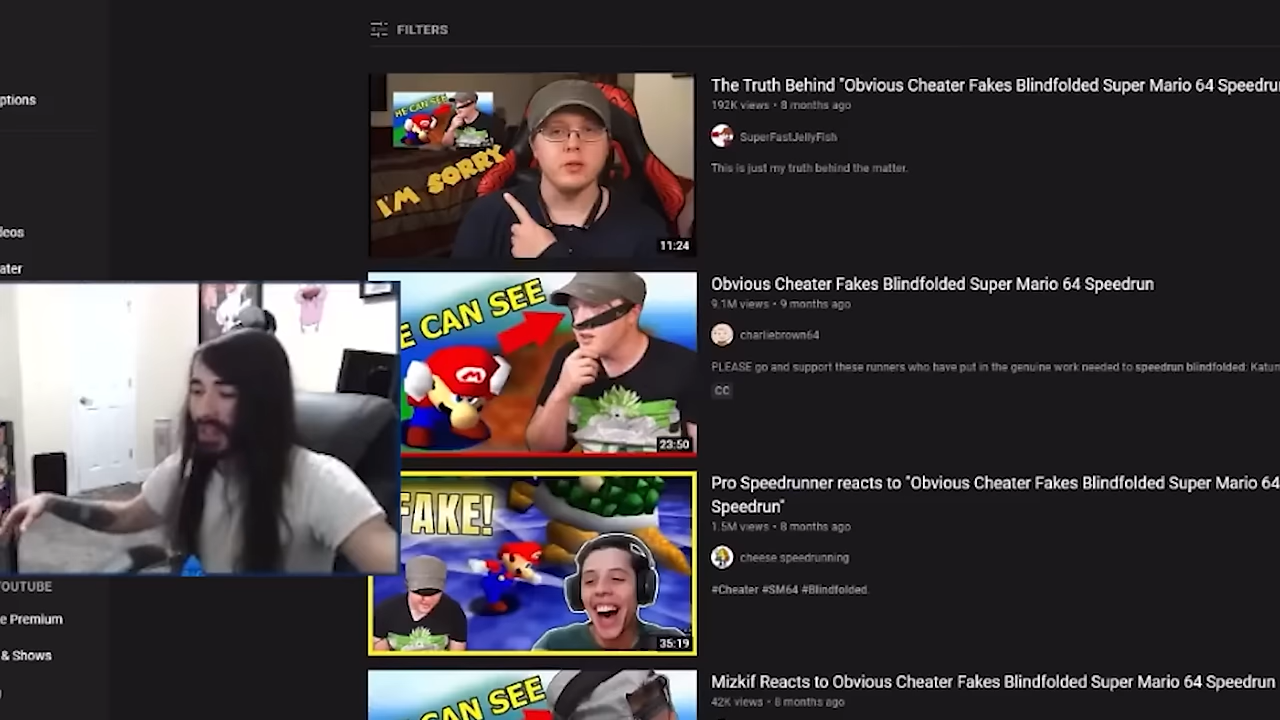 FILTERS
ptions
deos
ater
OUTUBE
e Premium
& Shows
HE CAN SEE
I'M SORRY
11:24
The Truth Behind "Obvious Cheater Fakes Blindfolded Super Mario 64 Speedru
192K views • 8 months ago
SuperFastJellyFish
This is just my truth behind the matter.
E CAN SEE
23:50
Obvious Cheater Fakes Blindfolded Super Mario 64 Speedrun
9.1M views • 9 months ago
charliebrown64
PLEASE go and support these runners who have put in the genuine work needed to speedrun blindfolded: Katun
CC
FAKE!
35:19
Pro Speedrunner reacts to "Obvious Cheater Fakes Blindfolded Super Mario 64
Speedrun"
1.5M views • 8 months ago
cheese speedrunning
#Cheater #SM64 #Blindfolded
CAN SEE
Mizkif Reacts to Obvious Cheater Fakes Blindfolded Super Mario 64 Speedrun
42K views • 8 months ago